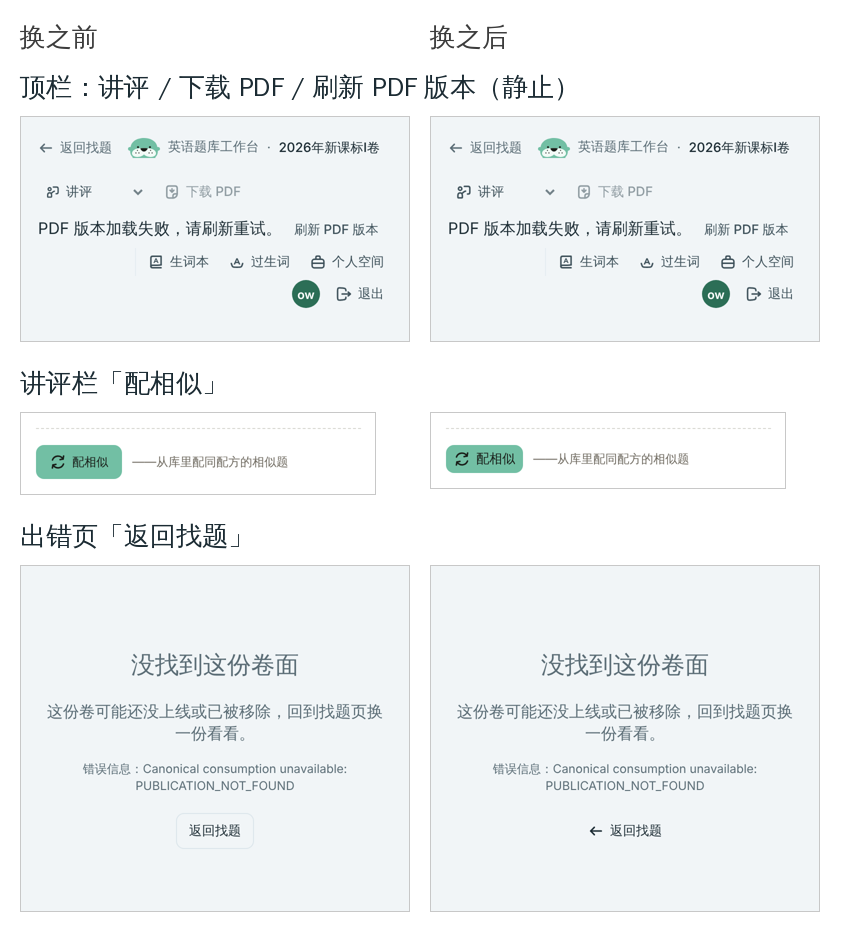 换之前 换之后
顶栏：讲评 / 下载 PDF / 刷新 PDF 版本（静止）
返回找题 英语题库工作台 · 2026年新课标I卷 返回找题 英语题库工作台 · 2026年新课标I卷
讲评 下载 PDF 讲评 下载 PDF
PDF 版本加载失败，请刷新重试。 刷新 PDF 版本 PDF 版本加载失败，请刷新重试。 刷新 PDF 版本
生词本 过生词 个人空间 生词本 过生词 个人空间
ow 退出 ow 退出
讲评栏「配相似」
配相似 ——从库里配同配方的相似题 配相似 ——从库里配同配方的相似题
出错页「返回找题」
没找到这份卷面 没找到这份卷面
这份卷可能还没上线或已被移除，回到找题页换 这份卷可能还没上线或已被移除，回到找题页换
一份看看。 一份看看。
错误信息：Canonical consumption unavailable: 错误信息：Canonical consumption unavailable:
PUBLICATION_NOT_FOUND PUBLICATION_NOT_FOUND
返回找题 返回找题